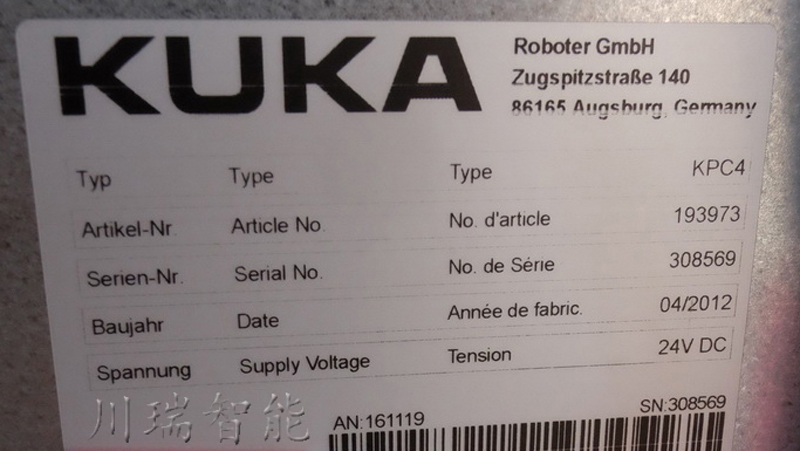 KUKA
Roboter GmbH
Zugspitzstraße 140
86165 Augsburg, Germany
Typ Type Type KPC4
Artikel-Nr. Article No. No. d'article 193973
Serien-Nr. Serial No. No. de Série 308569
Baujahr Date Année de fabric. 04/2012
Spannung Supply Voltage Tension 24V DC
川瑞智能
AN:161119 SN:308569